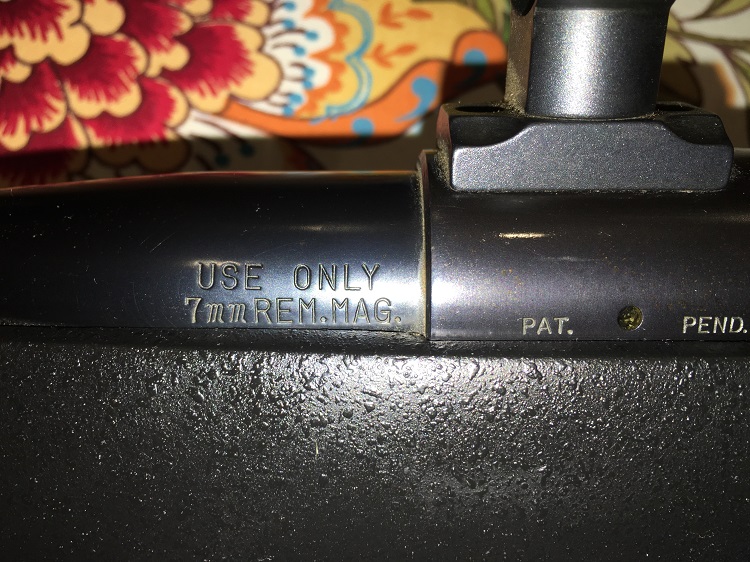 USE ONLY
7mm REM. MAG.
PAT. PEND.